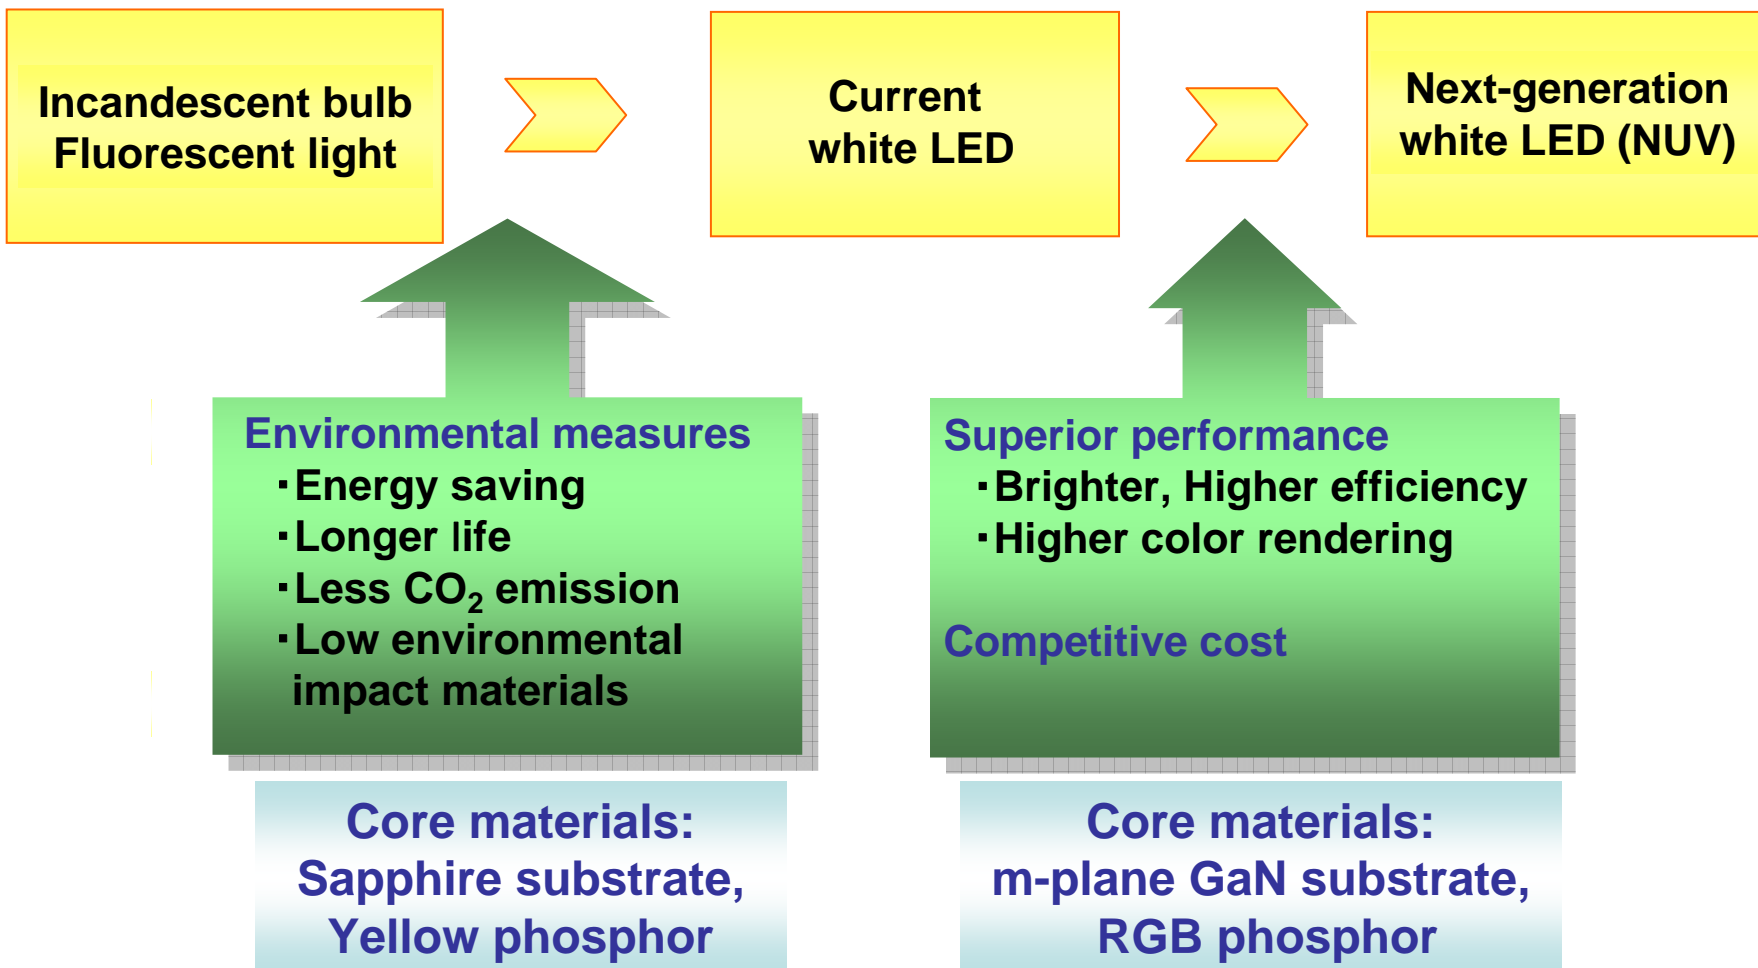 Incandescent bulb
Fluorescent light
Current
white LED
Next-generation
white LED (NUV)
Environmental measures
・Energy saving
・Longer life
・Less CO₂ emission
・Low environmental
impact materials
Superior performance
・Brighter, Higher efficiency
・Higher color rendering
Competitive cost
Core materials:
Sapphire substrate,
Yellow phosphor
Core materials:
m-plane GaN substrate,
RGB phosphor